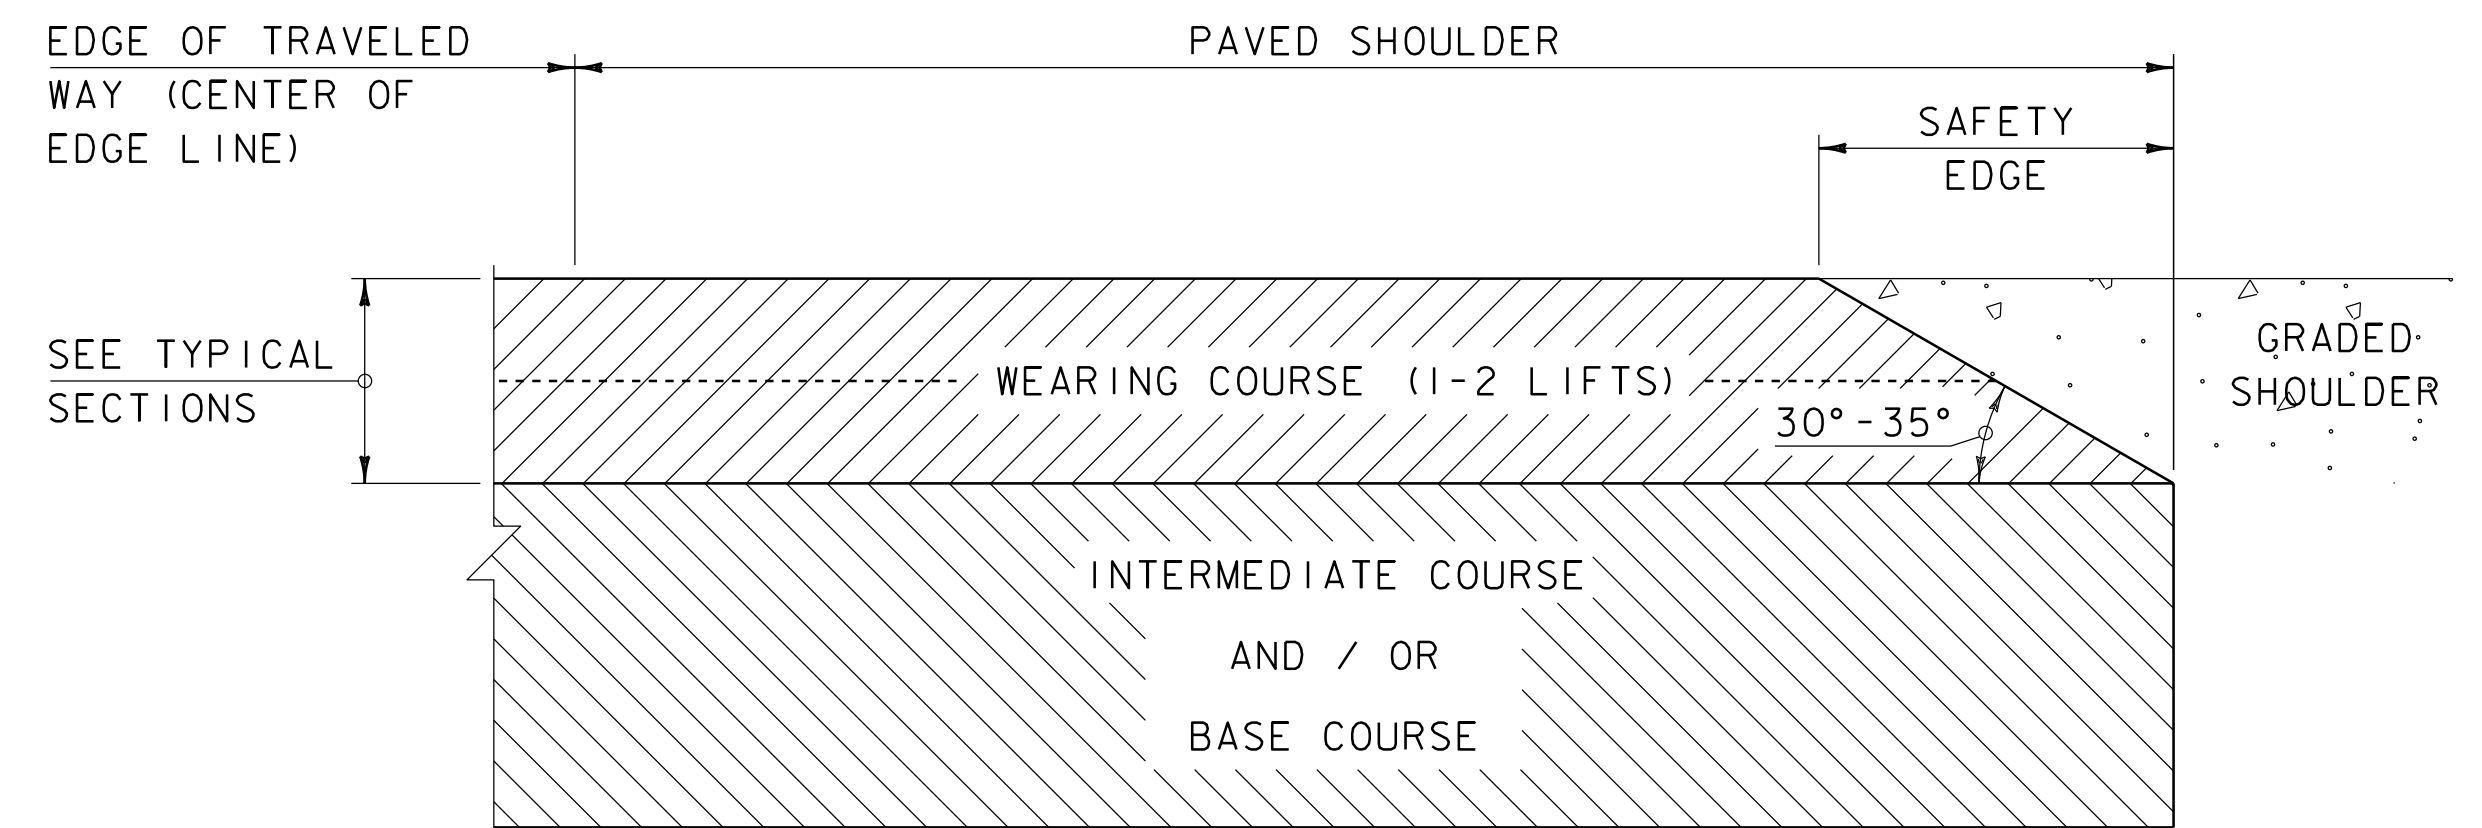 EDGE OF TRAVELED
WAY (CENTER OF
EDGE LINE)
PAVED SHOULDER
SAFETY
EDGE
SEE TYPICAL
SECTIONS
WEARING COURSE (1-2 LIFTS)
30°-35°
GRADED
SHOULDER
INTERMEDIATE COURSE
AND / OR
BASE COURSE